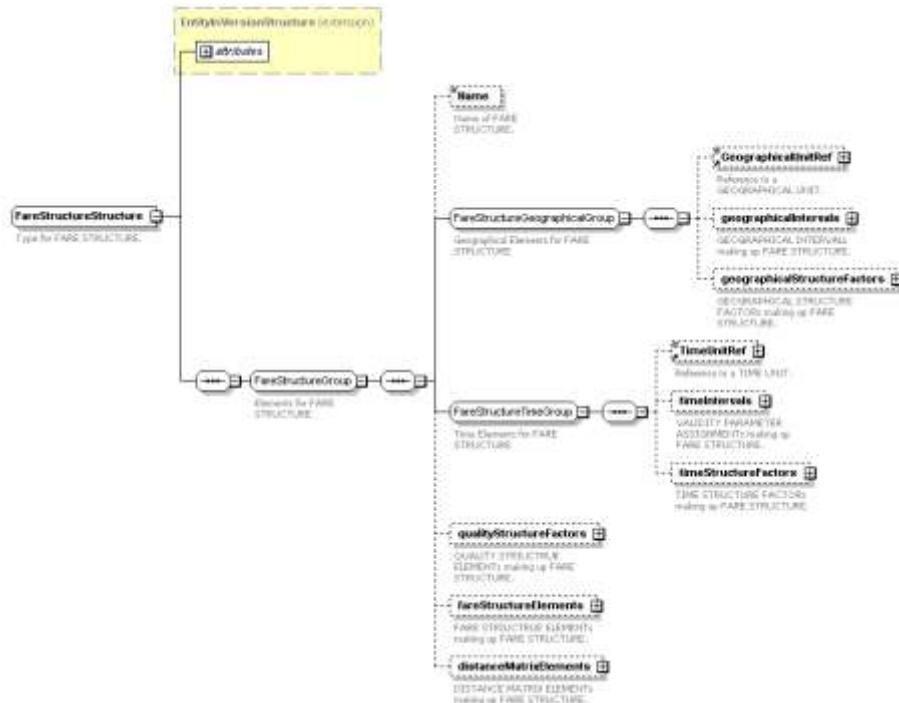 EntityInVersionStructure (extension)
attributes
Name
Name of FARE
STRUCTURE.
GeographicalUnitRef
Reference to a
GEOGRAPHICAL UNIT.
FareStructureStructure
Type for FARE STRUCTURE.
FareStructureGeographicalGroup
Geographical Elements for FARE
STRUCTURE
geographicalIntervals
GEOGRAPHICAL INTERVALs
making up FARE STRUCTURE.
geographicalStructureFactors
GEOGRAPHICAL STRUCTURE
FACTORs making up FARE
STRUCTURE.
TimeUnitRef
Reference to a TIME UNIT.
FareStructureGroup
Elements for FARE
STRUCTURE
FareStructureTimeGroup
Time Elements for FARE
STRUCTURE
timeIntervals
VALIDITY PARAMETER
ASSIGNMENTs making up
FARE STRUCTURE.
timeStructureFactors
TIME STRUCTURE FACTORs
making up FARE STRUCTURE
qualityStructureFactors
QUALITY STRUCTRUE
ELEMENTs making up FARE
STRUCTURE.
fareStructureElements
FARE STRUCTRUE ELEMENTs
making up FARE STRUCTURE.
distanceMatrixElements
DISTANCE MATRIX ELEMENTs
making up FARE STRUCTURE.